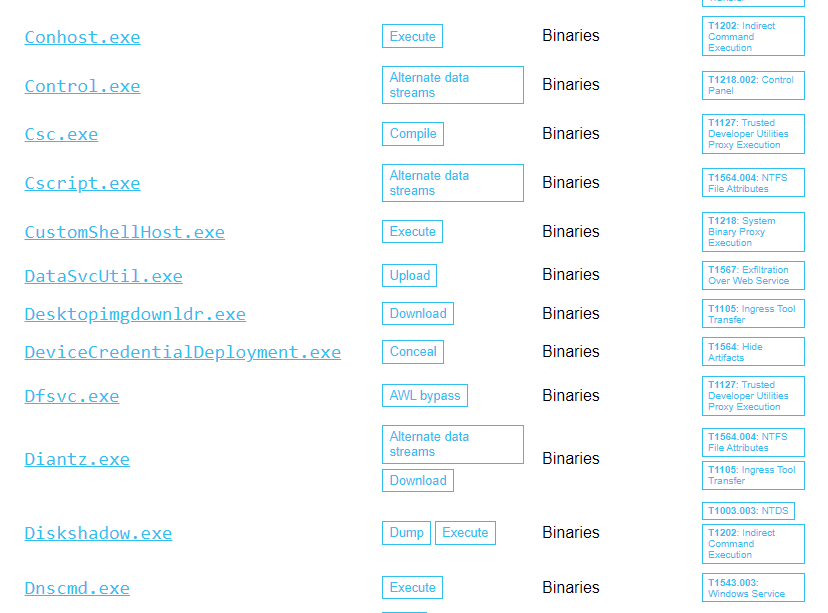 Transfer
Conhost.exe Execute Binaries T1202: Indirect
Command
Execution
Control.exe Alternate data
streams Binaries T1218.002: Control
Panel
Csc.exe Compile Binaries T1127: Trusted
Developer Utilities
Proxy Execution
Cscript.exe Alternate data
streams Binaries T1564.004: NTFS
File Attributes
CustomShellHost.exe Execute Binaries T1218: System
Binary Proxy
Execution
DataSvcUtil.exe Upload Binaries T1567: Exfiltration
Over Web Service
Desktopimgdownldr.exe Download Binaries T1105: Ingress Tool
Transfer
DeviceCredentialDeployment.exe Conceal Binaries T1564: Hide
Artifacts
Dfsvc.exe AWL bypass Binaries T1127: Trusted
Developer Utilities
Proxy Execution
Diantz.exe Alternate data
streams
Download Binaries T1564.004: NTFS
File Attributes
T1105: Ingress Tool
Transfer
Diskshadow.exe Dump Execute Binaries T1003.003: NTDS
T1202: Indirect
Command
Execution
Dnscmd.exe Execute Binaries T1543.003:
Windows Service